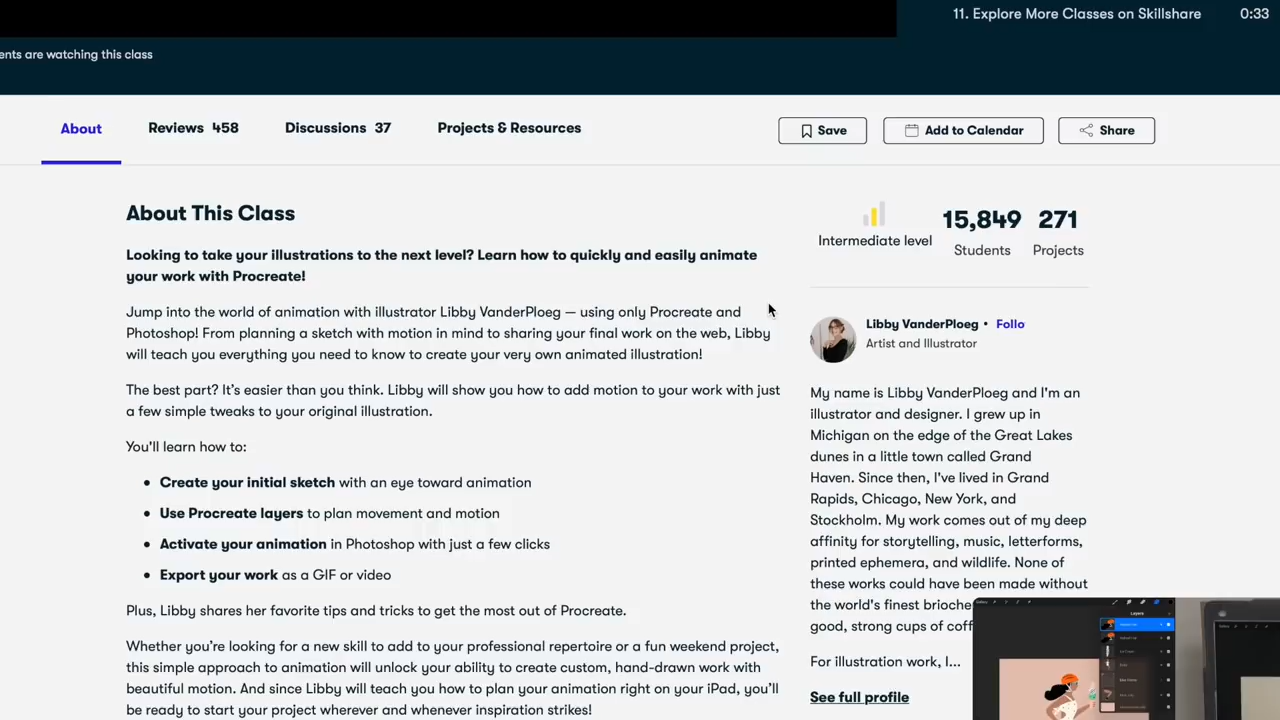 11. Explore More Classes on Skillshare 0:33
ents are watching this class
About Reviews 458 Discussions 37 Projects & Resources Save Add to Calendar Share
About This Class
Looking to take your illustrations to the next level? Learn how to quickly and easily animate
your work with Procreate!
Jump into the world of animation with illustrator Libby VanderPloeg — using only Procreate and
Photoshop! From planning a sketch with motion in mind to sharing your final work on the web, Libby
will teach you everything you need to know to create your very own animated illustration!
The best part? It's easier than you think. Libby will show you how to add motion to your work with just
a few simple tweaks to your original illustration.
You'll learn how to:
• Create your initial sketch with an eye toward animation
• Use Procreate layers to plan movement and motion
• Activate your animation in Photoshop with just a few clicks
• Export your work as a GIF or video
Plus, Libby shares her favorite tips and tricks to get the most out of Procreate.
Whether you're looking for a new skill to add to your professional repertoire or a fun weekend project,
this simple approach to animation will unlock your ability to create custom, hand-drawn work with
beautiful motion. And since Libby will teach you how to plan your animation right on your iPad, you'll
be ready to start your project wherever and whenever inspiration strikes!
Intermediate level
15,849 271
Students Projects
Libby VanderPloeg • Follo
Artist and Illustrator
My name is Libby VanderPloeg and I'm an
illustrator and designer. I grew up in
Michigan on the edge of the Great Lakes
dunes in a little town called Grand
Haven. Since then, I've lived in Grand
Rapids, Chicago, New York, and
Stockholm. My work comes out of my deep
affinity for storytelling, music, letterforms,
printed ephemera, and wildlife. None of
these works could have been made without
the world's finest brioche
good, strong cups of coff
For illustration work, I...
See full profile
Layers